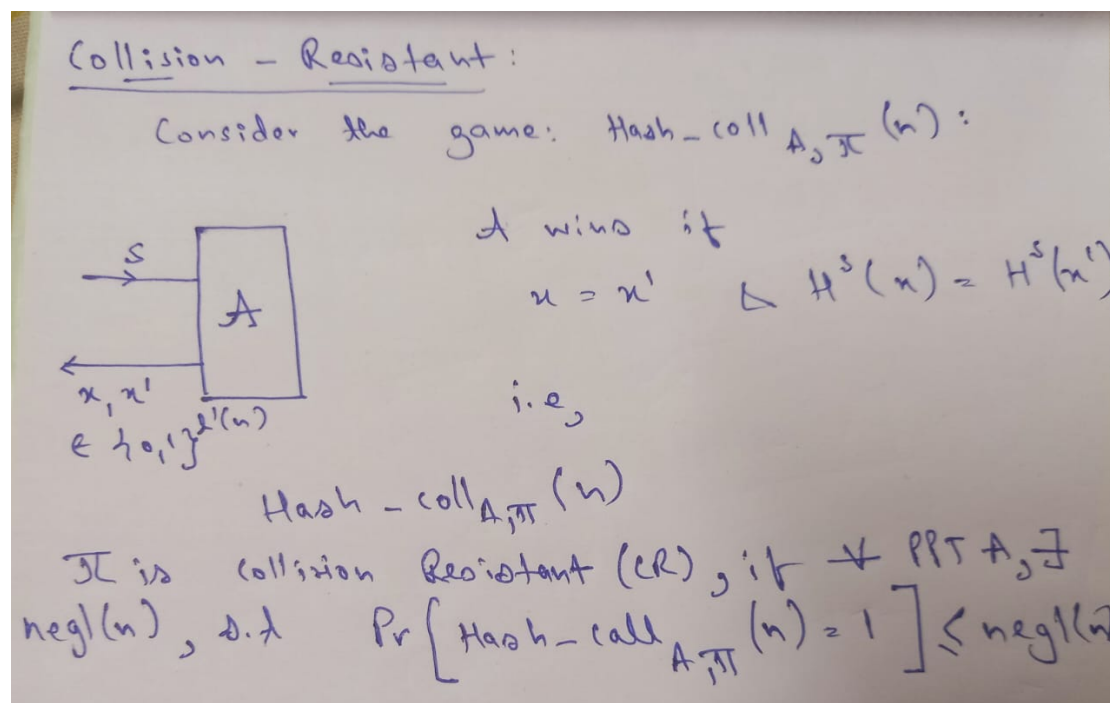 Collision - Resistant:
Consider the game: Hash-coll A,π (n):
A wins if
S
x = x' & H^s(x) = H^s(x')
A
x, x'
i.e,
∈ {0,1}^l'(n)
Hash-coll A,π (n)
π is collision Resistant (CR), if ∀ PPT A, ∃
negl(n), s.t Pr[Hash-call A,π (n) = 1] ≤ negl(n)